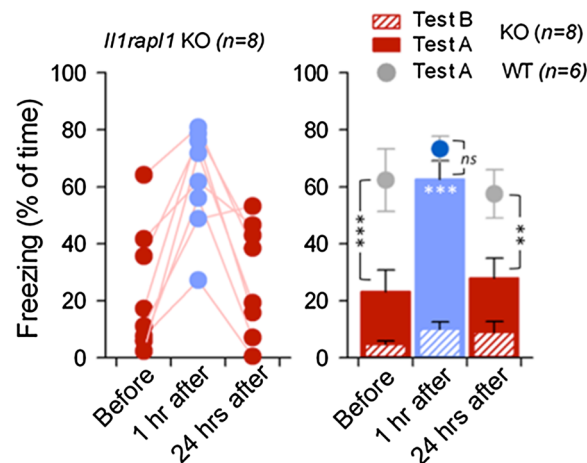 Il1rapl1 KO (n=8)
Test B
Test A
KO (n=8)
Test A
WT (n=6)
Freezing (% of time)
100
80
60
40
20
0
Before
1 hr after
24 hrs after
100
80
60
40
20
0
***
***
ns
**
Before
1 hr after
24 hrs after